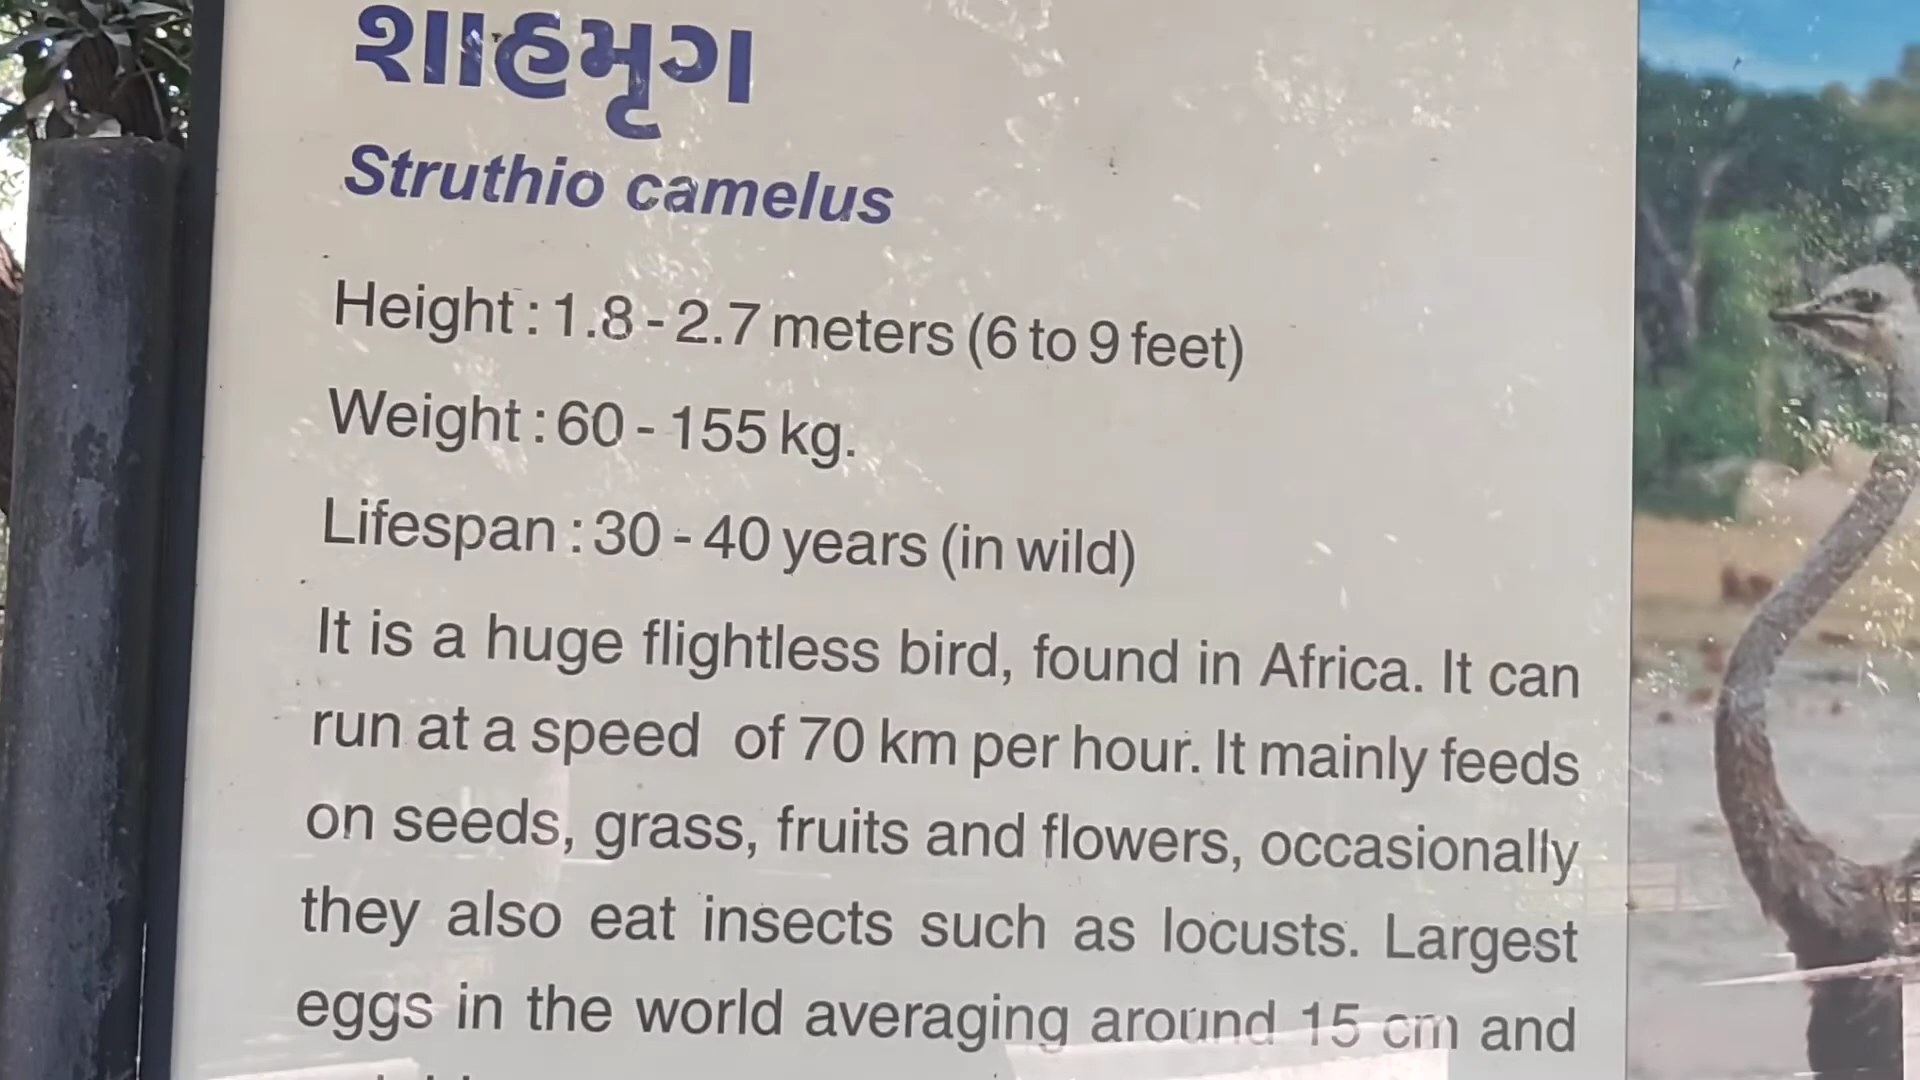 શાહમૃગ
Struthio camelus
Height : 1.8 - 2.7 meters (6 to 9 feet)
Weight : 60 - 155 kg.
Lifespan : 30 - 40 years (in wild)
It is a huge flightless bird, found in Africa. It can
run at a speed of 70 km per hour. It mainly feeds
on seeds, grass, fruits and flowers, occasionally
they also eat insects such as locusts. Largest
eggs in the world averaging around 15 cm and